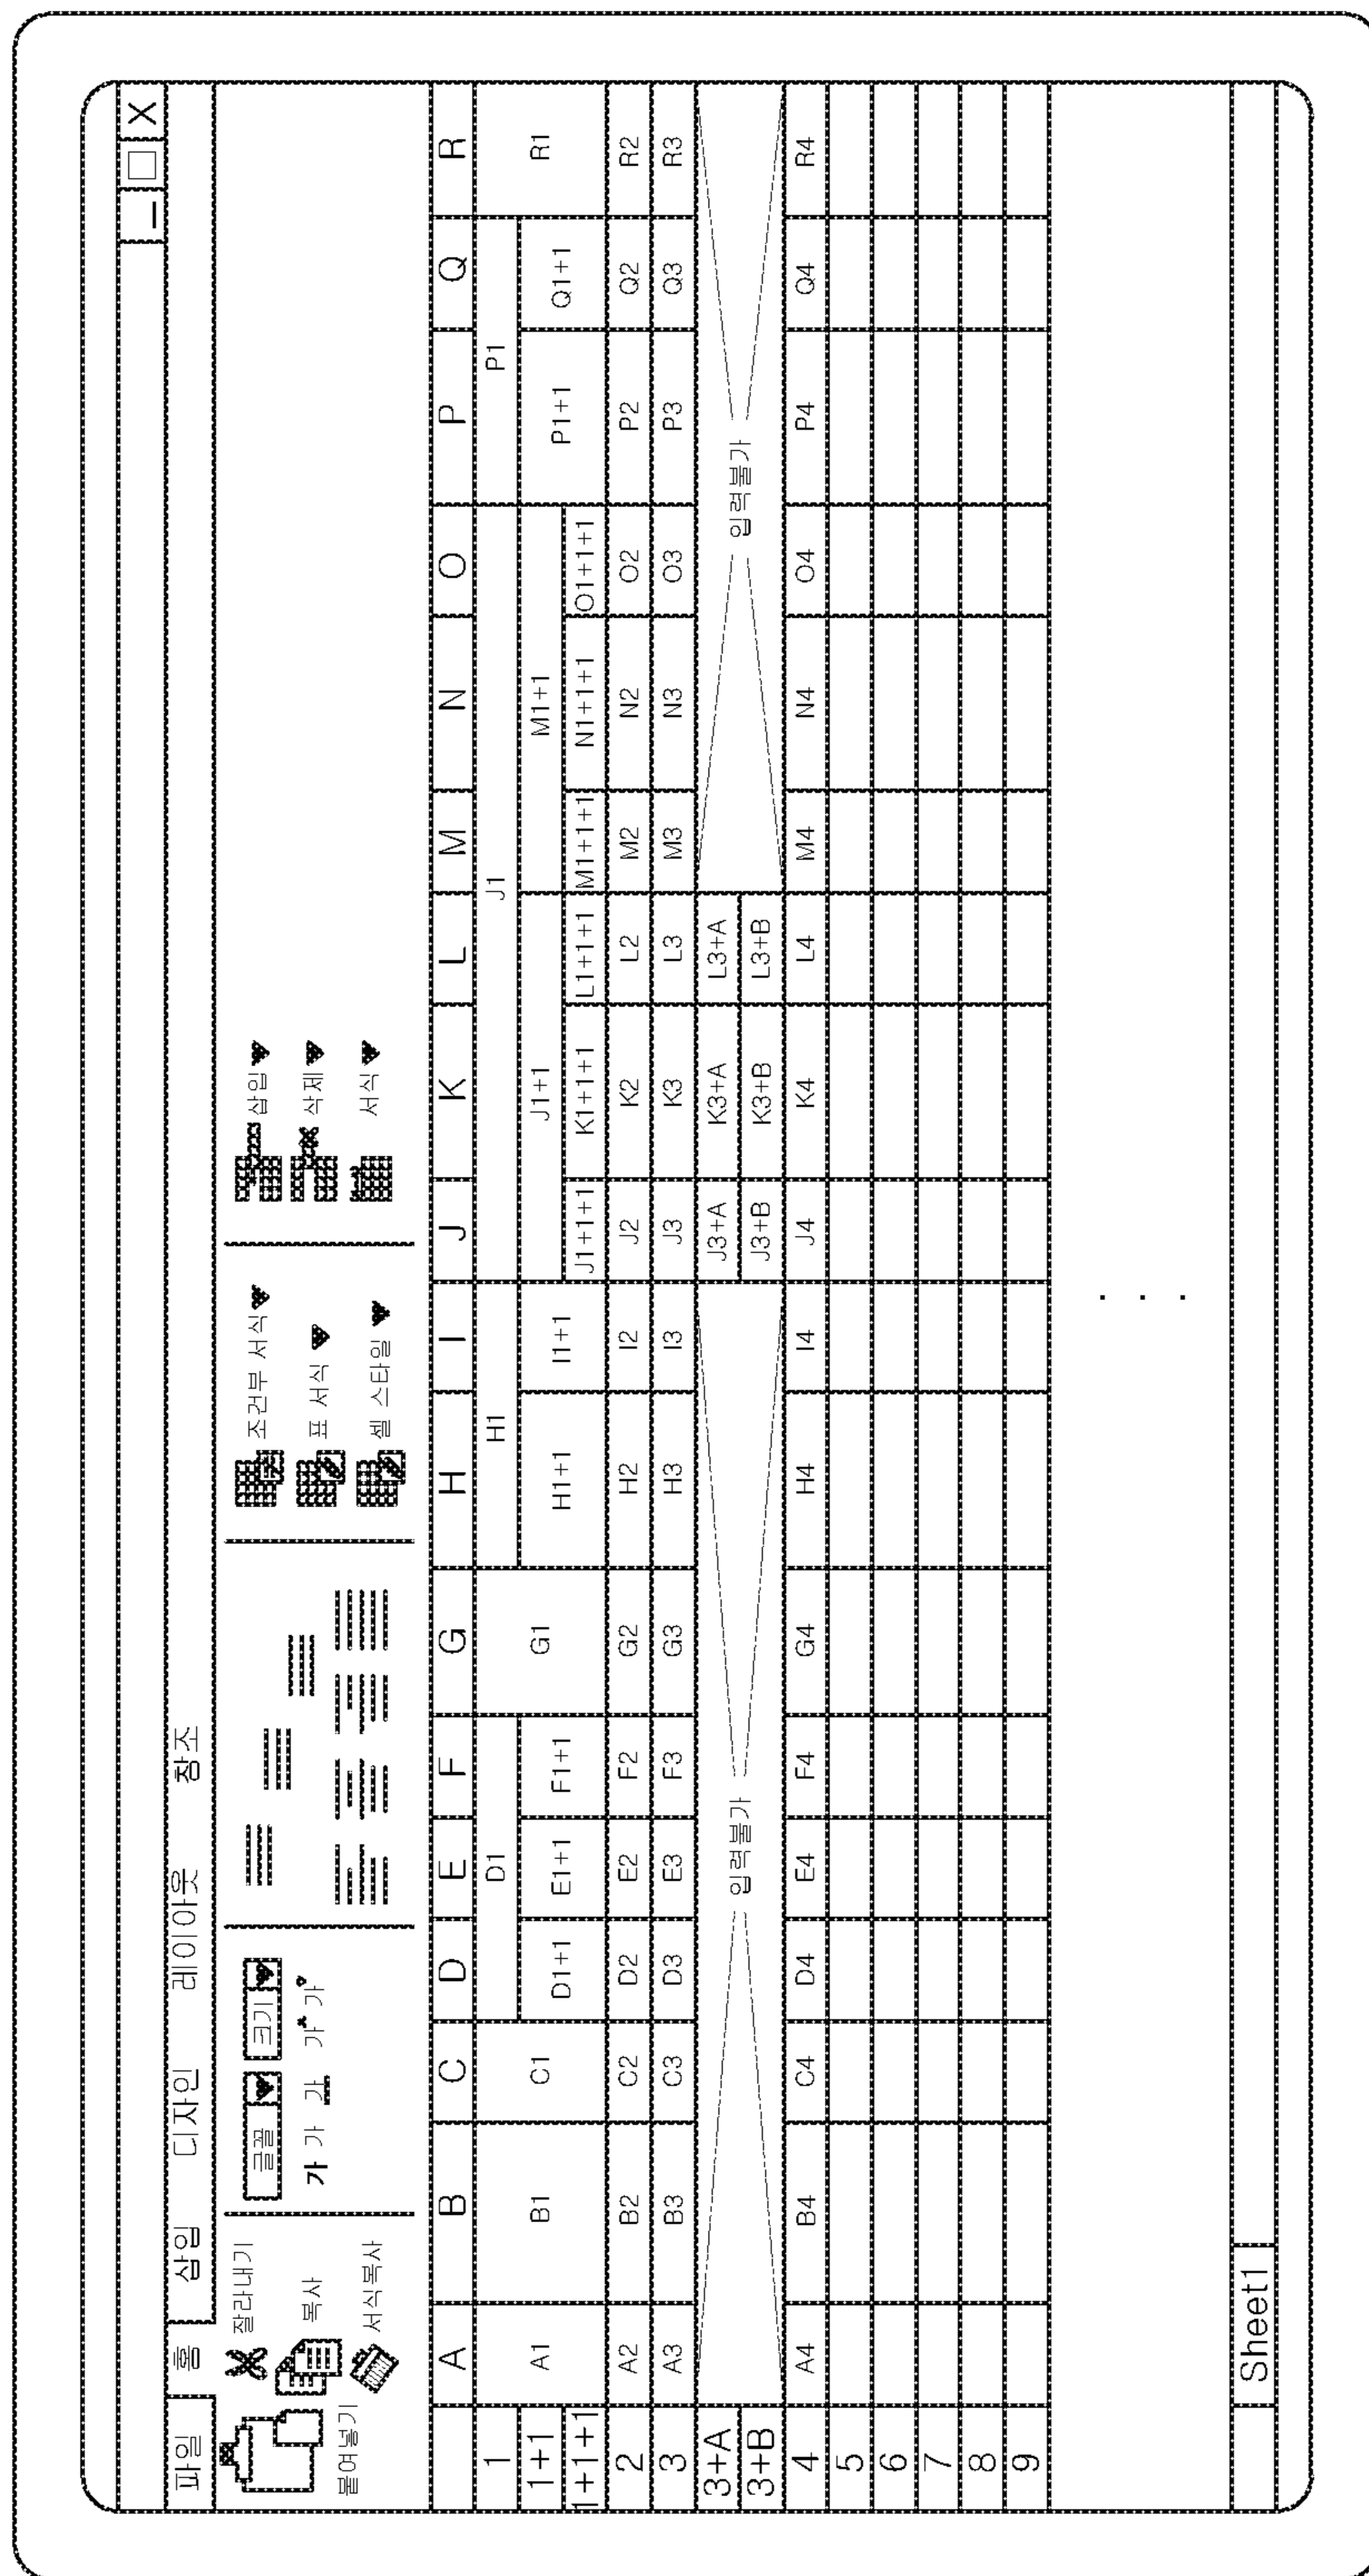 _ □ X
파일 홈 삽입 디자인 레이아웃 창조
붙여넣기
잘라내기
복사
서식복사
글꼴 크기
가 가 가 가 가
조건부 서식
표 서식
셀 스타일
삽입
삭제
서식
A B C D E F G H I J K L M N O P Q R
1 A1 B1 C1 D1 G1 H1 J1 P1 R1
1+1 D1+1 E1+1 F1+1 H1+1 I1+1 J1+1 M1+1 P1+1 Q1+1
1+1+1 J1+1+1 K1+1+1 L1+1+1 M1+1+1 N1+1+1 O1+1+1
2 A2 B2 C2 D2 E2 F2 G2 H2 I2 J2 K2 L2 M2 N2 O2 P2 Q2 R2
3 A3 B3 C3 D3 E3 F3 G3 H3 I3 J3 K3 L3 M3 N3 O3 P3 Q3 R3
3+A 입력불가 J3+A K3+A L3+A 입력불가
3+B J3+B K3+B L3+B
4 A4 B4 C4 D4 E4 F4 G4 H4 I4 J4 K4 L4 M4 N4 O4 P4 Q4 R4
5
6
7
8
9
Sheet1